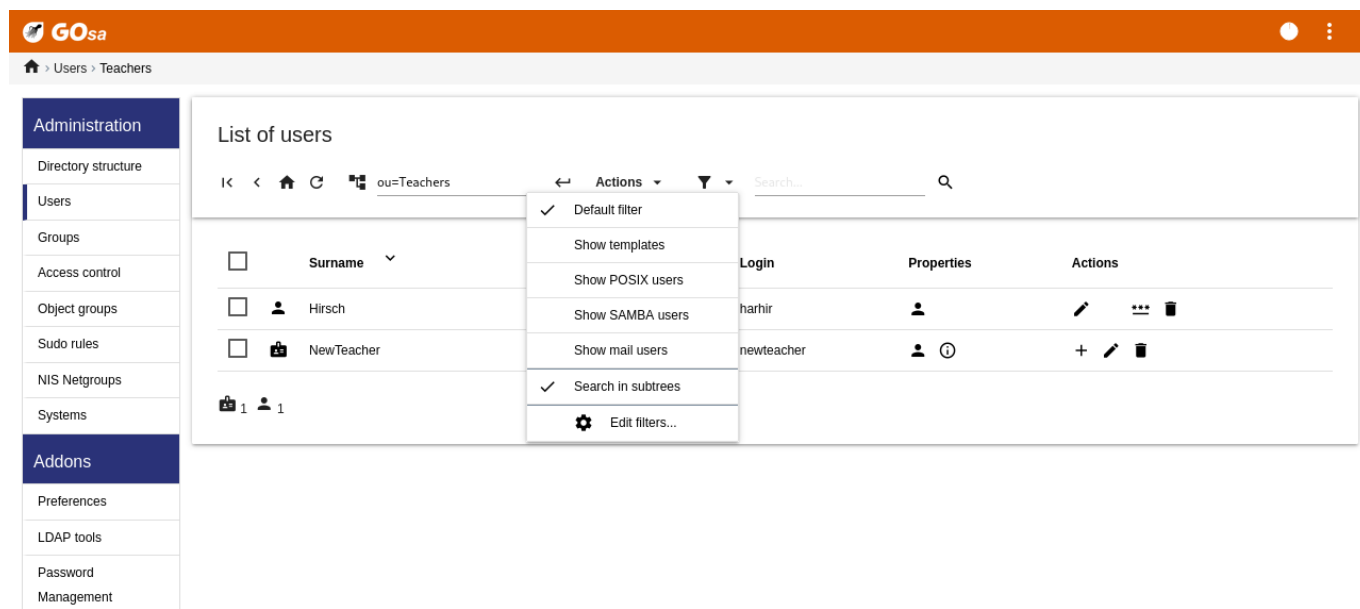 GOsa
Users › Teachers
Administration
Directory structure
Users
Groups
Access control
Object groups
Sudo rules
NIS Netgroups
Systems
Addons
Preferences
LDAP tools
Password
Management
List of users
ou=Teachers
Actions
Search...
Default filter
Show templates
Show POSIX users
Show SAMBA users
Show mail users
Search in subtrees
Edit filters...
Surname Login Properties Actions
Hirsch harhir
NewTeacher newteacher
1 1